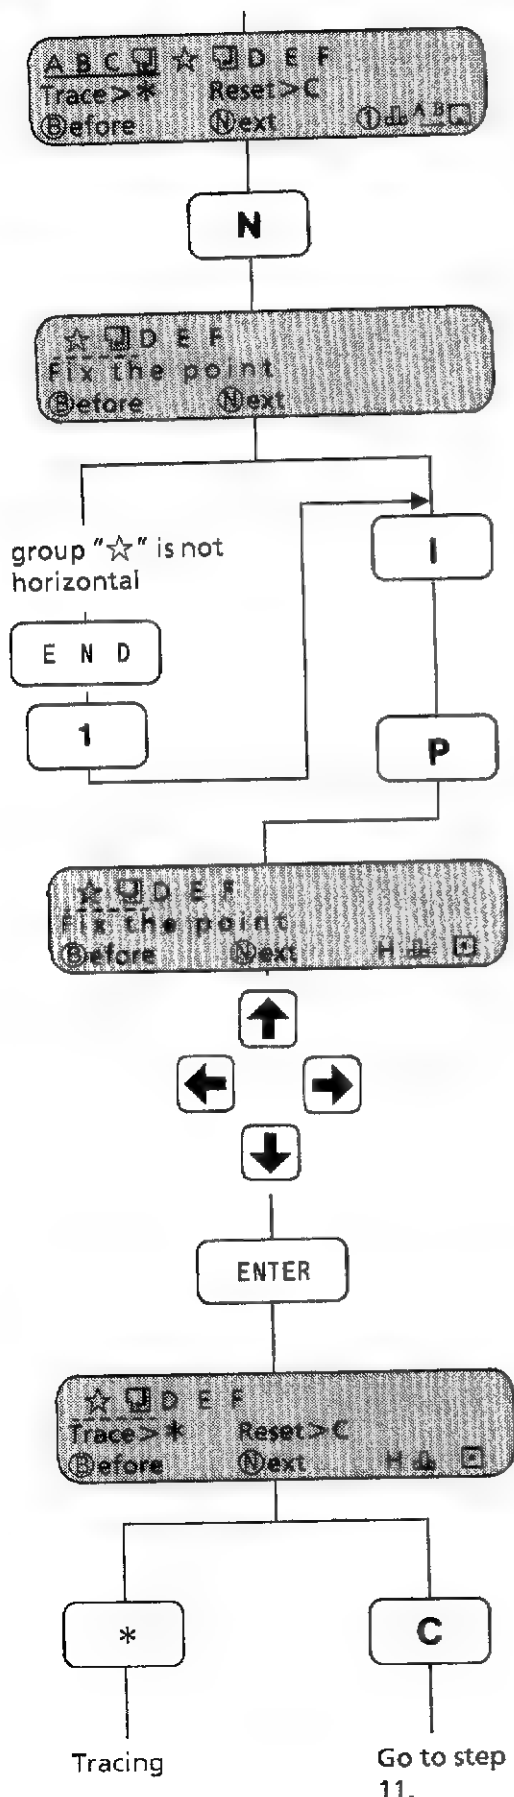 A B C ☆ D E F
Trace>* Reset>C
Ⓑefore Ⓝext ① A B
N
☆ D E F
Fix the point
Ⓑefore Ⓝext
group "☆" is not
horizontal
I
E N D
1
P
☆ D E F
Fix the point
Ⓑefore Ⓝext H
↑
← →
↓
ENTER
☆ D E F
Trace>* Reset>C
Ⓑefore Ⓝext H
*
C
Tracing
Go to step
11.